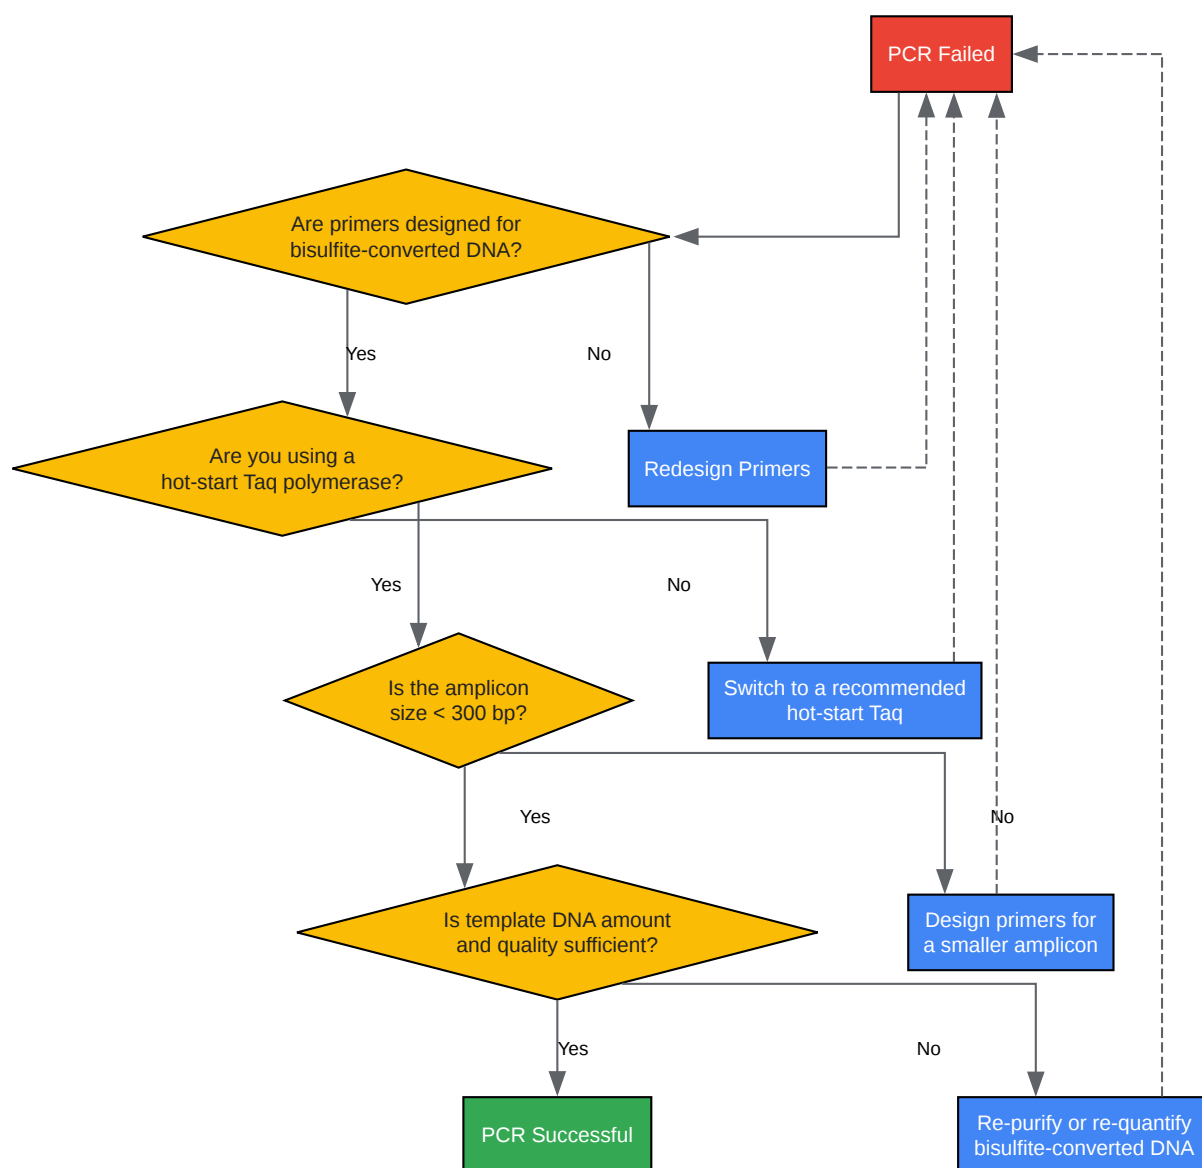 PCR Failed
Are primers designed for
bisulfite-converted DNA?
Yes
No
Are you using a
hot-start Taq polymerase?
Redesign Primers
Yes
No
Is the amplicon
size < 300 bp?
Switch to a recommended
hot-start Taq
Yes
No
Is template DNA amount
and quality sufficient?
Design primers for
a smaller amplicon
Yes
No
PCR Successful
Re-purify or re-quantify
bisulfite-converted DNA